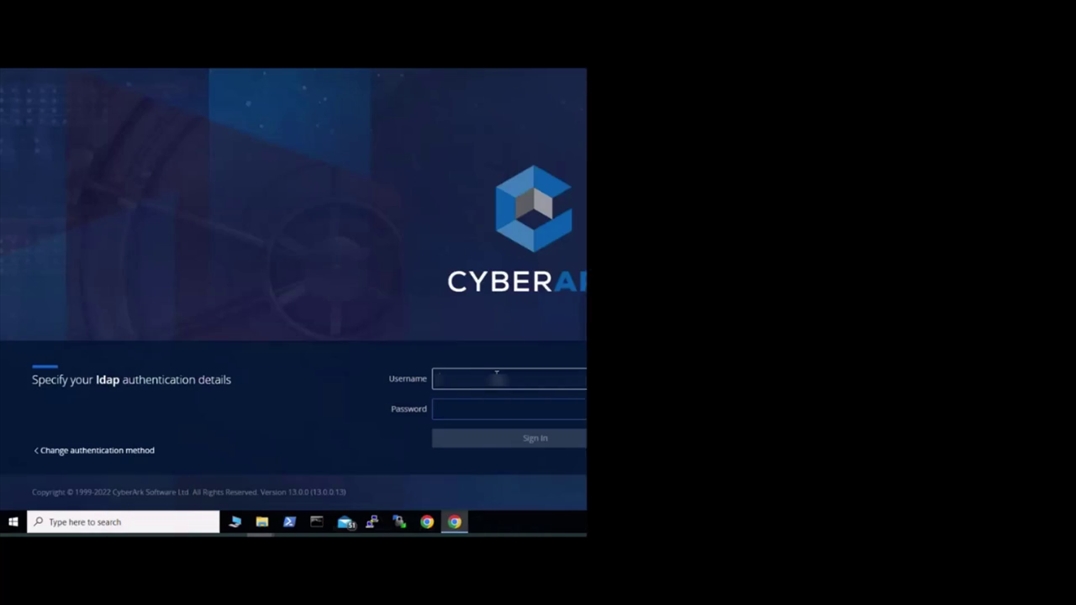 CYBERA
Specify your ldap authentication details
Username
Password
Sign In
Change authentication method
Copyright © 1999-2022 CyberArk Software Ltd. All Rights Reserved. Version 13.0.0 (13.0.0.13)
Type here to search
51